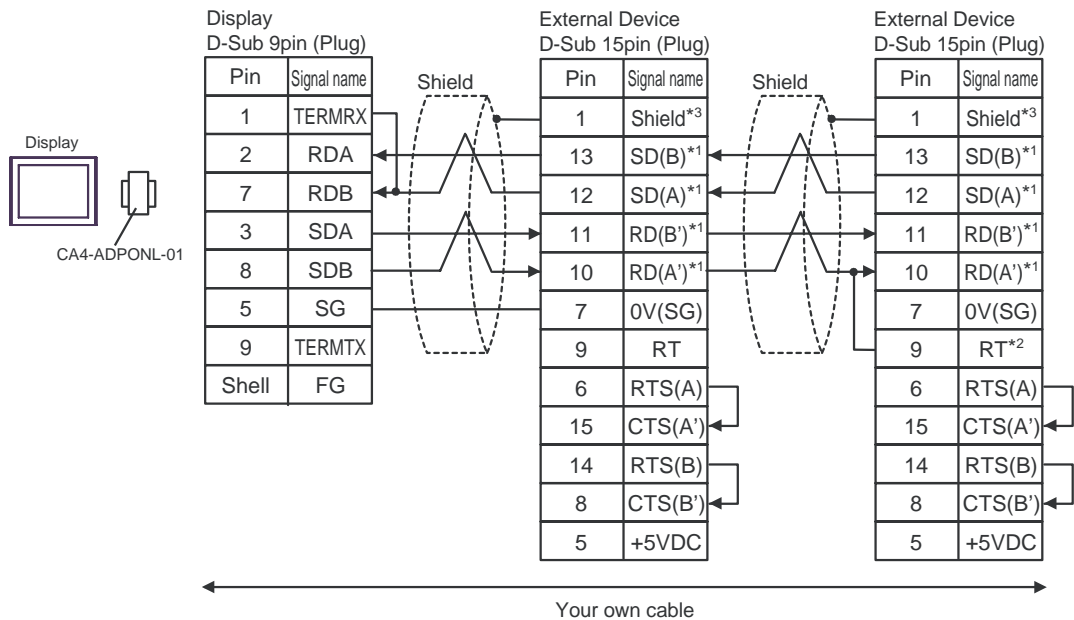 Display
D-Sub 9pin (Plug)
Pin Signal name
1 TERMRX
2 RDA
7 RDB
3 SDA
8 SDB
5 SG
9 TERMTX
Shell FG
Display
CA4-ADPONL-01
Shield
External Device
D-Sub 15pin (Plug)
Pin Signal name
1 Shield*3
13 SD(B)*1
12 SD(A)*1
11 RD(B’)*1
10 RD(A’)*1
7 0V(SG)
9 RT
6 RTS(A)
15 CTS(A’)
14 RTS(B)
8 CTS(B’)
5 +5VDC
Shield
External Device
D-Sub 15pin (Plug)
Pin Signal name
1 Shield*3
13 SD(B)*1
12 SD(A)*1
11 RD(B’)*1
10 RD(A’)*1
7 0V(SG)
9 RT*2
6 RTS(A)
15 CTS(A’)
14 RTS(B)
8 CTS(B’)
5 +5VDC
Your own cable